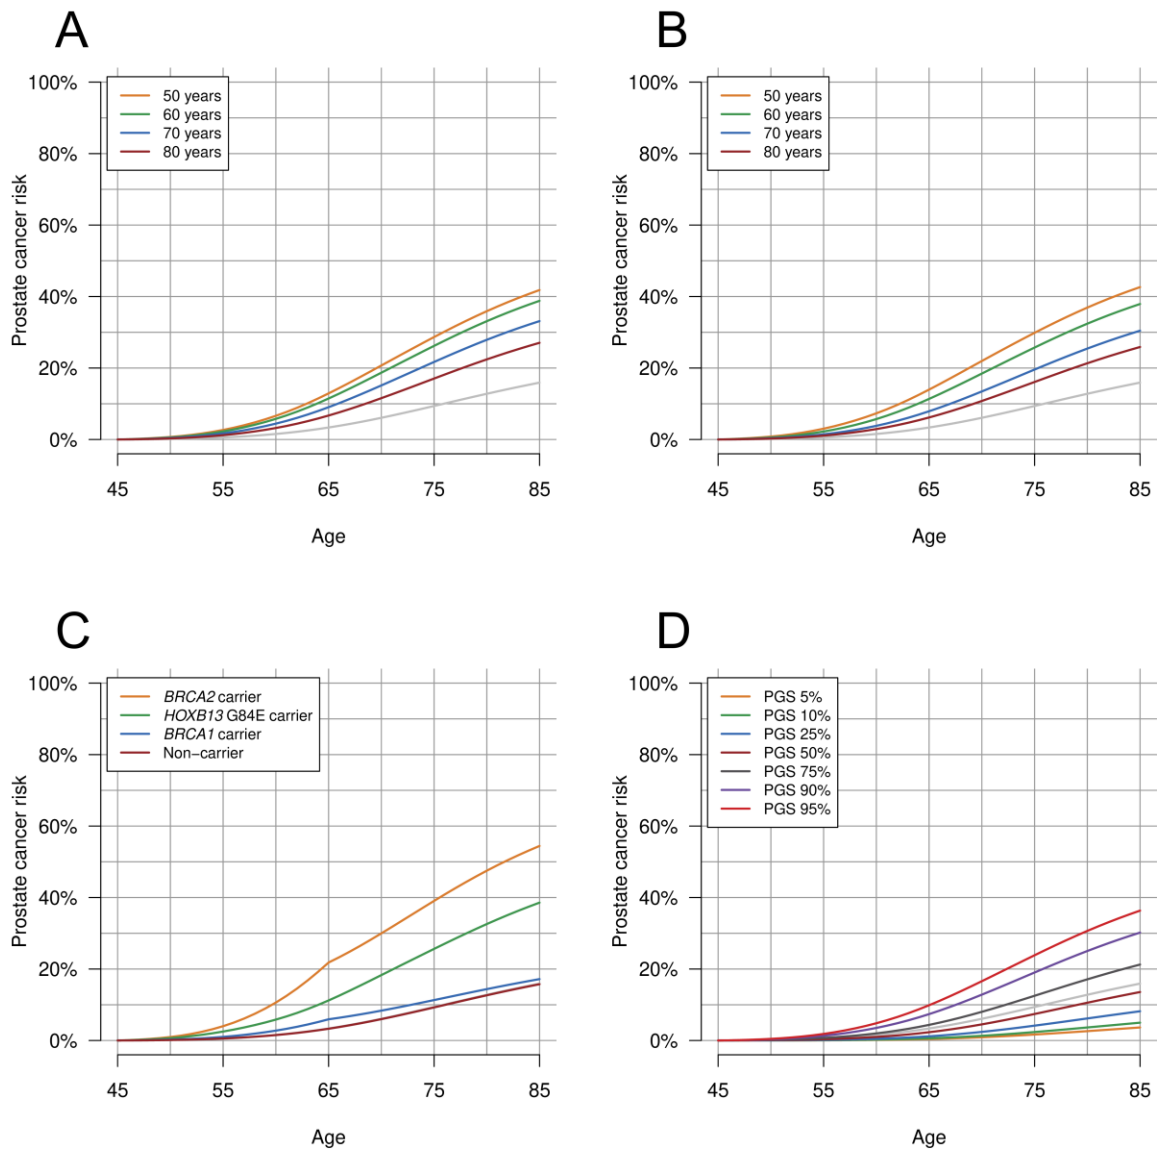 A
100%
80%
60%
40%
20%
0%
Prostate cancer risk
50 years
60 years
70 years
80 years
45 55 65 75 85
Age
B
100%
80%
60%
40%
20%
0%
Prostate cancer risk
50 years
60 years
70 years
80 years
45 55 65 75 85
Age
C
100%
80%
60%
40%
20%
0%
Prostate cancer risk
BRCA2 carrier
HOXB13 G84E carrier
BRCA1 carrier
Non−carrier
45 55 65 75 85
Age
D
100%
80%
60%
40%
20%
0%
Prostate cancer risk
PGS 5%
PGS 10%
PGS 25%
PGS 50%
PGS 75%
PGS 90%
PGS 95%
45 55 65 75 85
Age